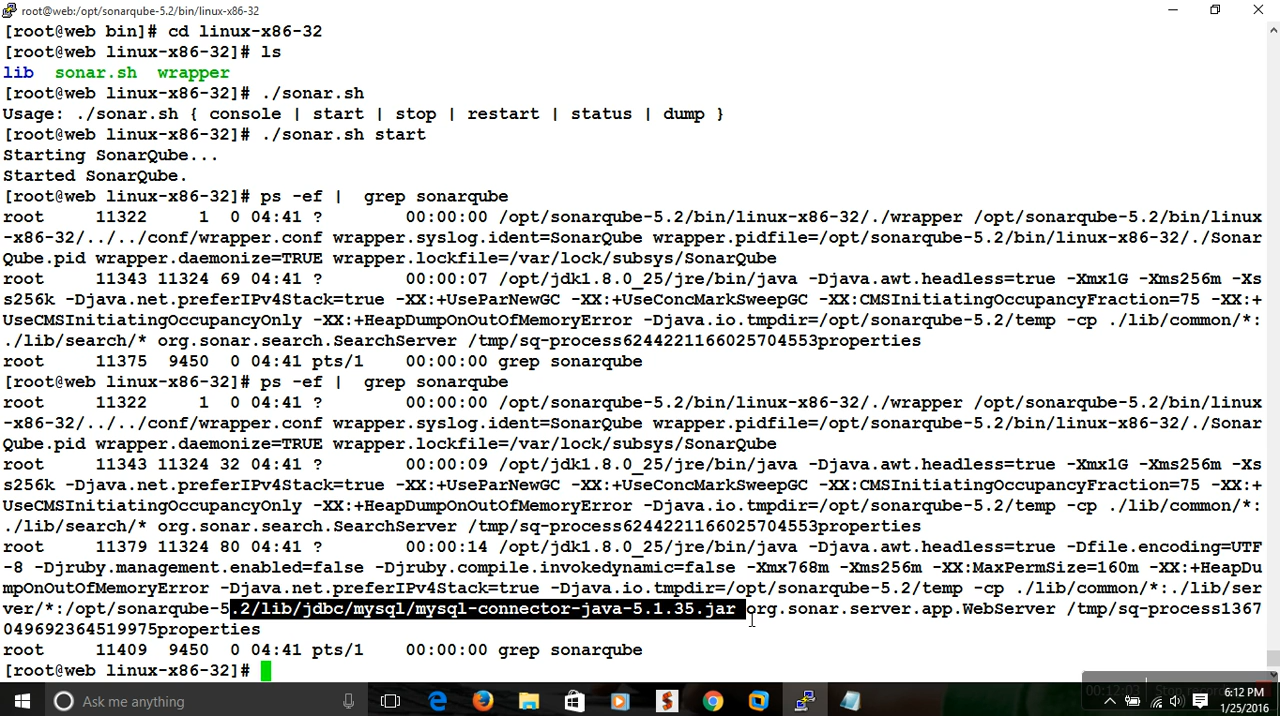 root@web:/opt/sonarqube-5.2/bin/linux-x86-32
[root@web bin]# cd linux-x86-32
[root@web linux-x86-32]# ls
lib  sonar.sh  wrapper
[root@web linux-x86-32]# ./sonar.sh
Usage: ./sonar.sh { console | start | stop | restart | status | dump }
[root@web linux-x86-32]# ./sonar.sh start
Starting SonarQube...
Started SonarQube.
[root@web linux-x86-32]# ps -ef |  grep sonarqube
root     11322     1  0 04:41 ?        00:00:00 /opt/sonarqube-5.2/bin/linux-x86-32/./wrapper /opt/sonarqube-5.2/bin/linux
-x86-32/../../conf/wrapper.conf wrapper.syslog.ident=SonarQube wrapper.pidfile=/opt/sonarqube-5.2/bin/linux-x86-32/./Sonar
Qube.pid wrapper.daemonize=TRUE wrapper.lockfile=/var/lock/subsys/SonarQube
root     11343 11324 69 04:41 ?        00:00:07 /opt/jdk1.8.0_25/jre/bin/java -Djava.awt.headless=true -Xmx1G -Xms256m -Xs
s256k -Djava.net.preferIPv4Stack=true -XX:+UseParNewGC -XX:+UseConcMarkSweepGC -XX:CMSInitiatingOccupancyFraction=75 -XX:+
UseCMSInitiatingOccupancyOnly -XX:+HeapDumpOnOutOfMemoryError -Djava.io.tmpdir=/opt/sonarqube-5.2/temp -cp ./lib/common/*:
./lib/search/* org.sonar.search.SearchServer /tmp/sq-process6244221166025704553properties
root     11375  9450  0 04:41 pts/1    00:00:00 grep sonarqube
[root@web linux-x86-32]# ps -ef |  grep sonarqube
root     11322     1  0 04:41 ?        00:00:00 /opt/sonarqube-5.2/bin/linux-x86-32/./wrapper /opt/sonarqube-5.2/bin/linux
-x86-32/../../conf/wrapper.conf wrapper.syslog.ident=SonarQube wrapper.pidfile=/opt/sonarqube-5.2/bin/linux-x86-32/./Sonar
Qube.pid wrapper.daemonize=TRUE wrapper.lockfile=/var/lock/subsys/SonarQube
root     11343 11324 32 04:41 ?        00:00:09 /opt/jdk1.8.0_25/jre/bin/java -Djava.awt.headless=true -Xmx1G -Xms256m -Xs
s256k -Djava.net.preferIPv4Stack=true -XX:+UseParNewGC -XX:+UseConcMarkSweepGC -XX:CMSInitiatingOccupancyFraction=75 -XX:+
UseCMSInitiatingOccupancyOnly -XX:+HeapDumpOnOutOfMemoryError -Djava.io.tmpdir=/opt/sonarqube-5.2/temp -cp ./lib/common/*:
./lib/search/* org.sonar.search.SearchServer /tmp/sq-process6244221166025704553properties
root     11379 11324 80 04:41 ?        00:00:14 /opt/jdk1.8.0_25/jre/bin/java -Djava.awt.headless=true -Dfile.encoding=UTF
-8 -Djruby.management.enabled=false -Djruby.compile.invokedynamic=false -Xmx768m -Xms256m -XX:MaxPermSize=160m -XX:+HeapDu
mpOnOutOfMemoryError -Djava.net.preferIPv4Stack=true -Djava.io.tmpdir=/opt/sonarqube-5.2/temp -cp ./lib/common/*:./lib/ser
ver/*:/opt/sonarqube-5.2/lib/jdbc/mysql/mysql-connector-java-5.1.35.jar org.sonar.server.app.WebServer /tmp/sq-process1367
049692364519975properties
root     11409  9450  0 04:41 pts/1    00:00:00 grep sonarqube
[root@web linux-x86-32]#
00:12:03 Stop recording
Ask me anything
6:12 PM
1/25/2016